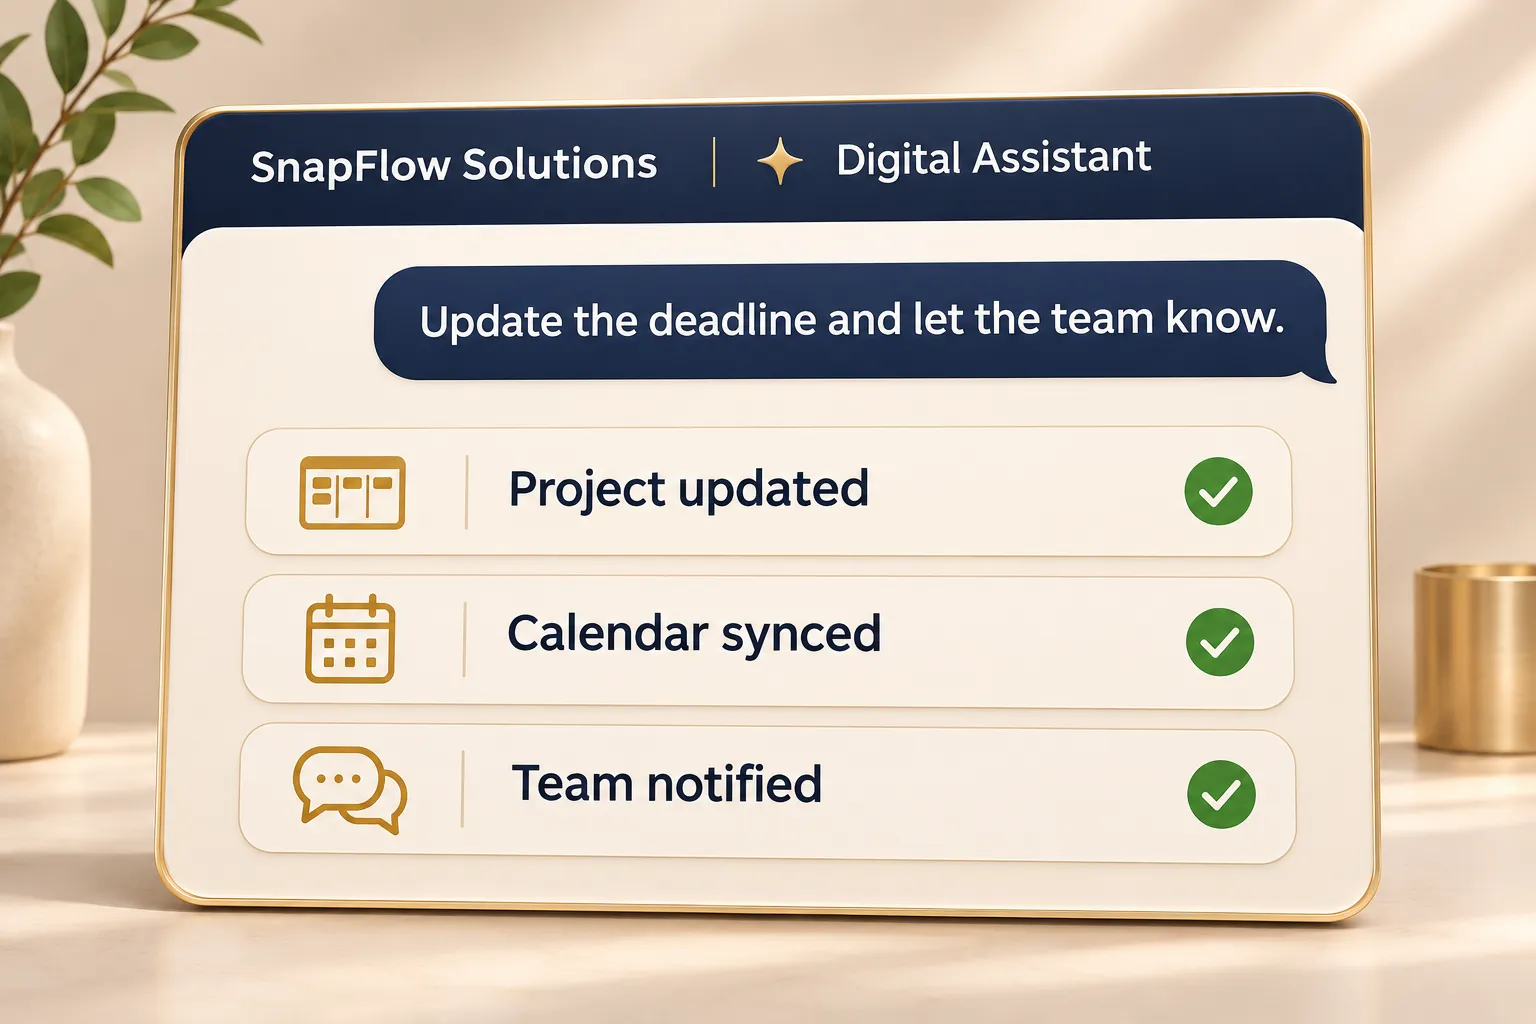 SnapFlow Solutions
Digital Assistant
Update the deadline and let the team know.
Project updated
Calendar synced
Team notified